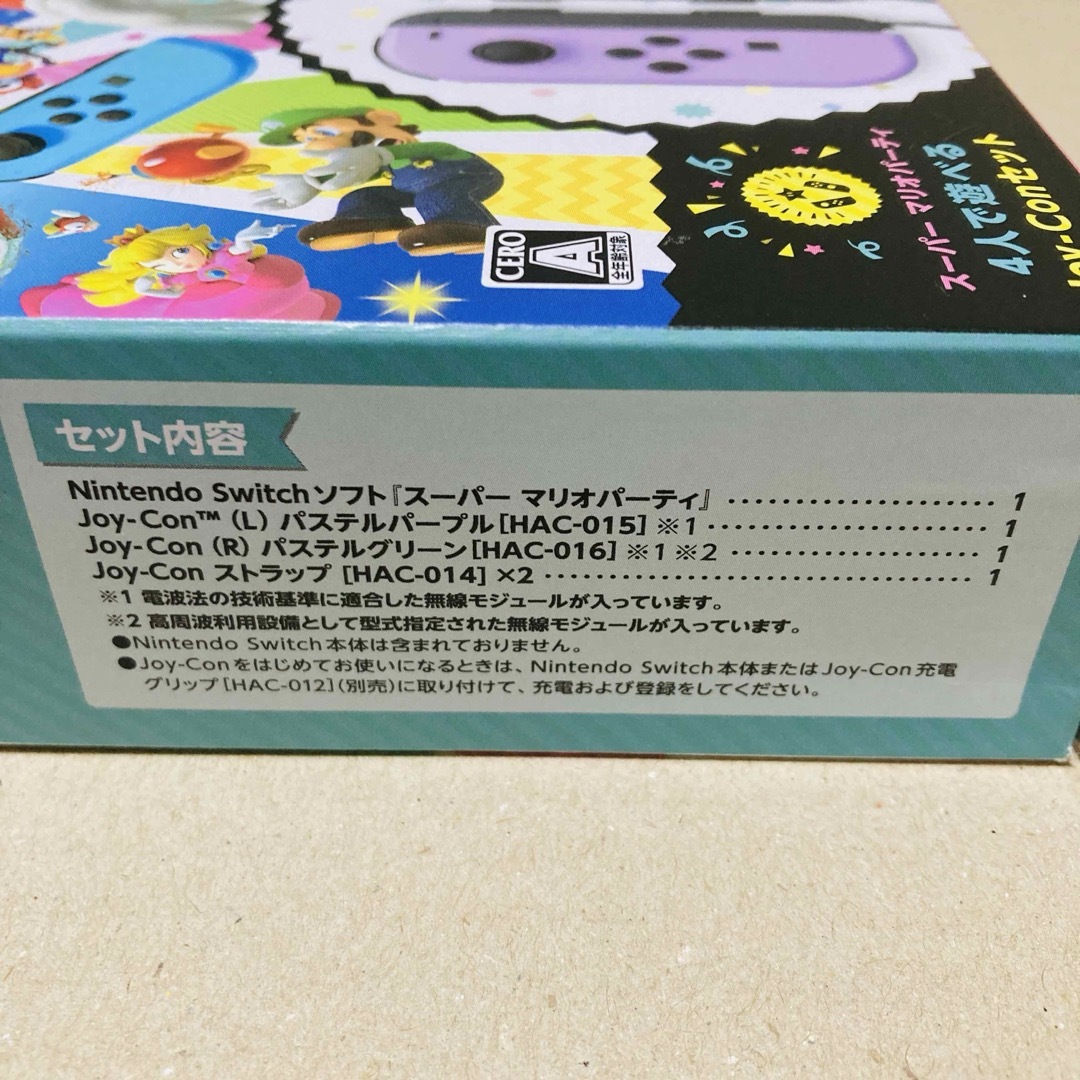 CERO
A
全年齢対象
スーパー マリオパーティ
4人で遊べる
Joy-Conセット
セット内容
Nintendo Switchソフト『スーパー マリオパーティ』 ‥‥‥‥‥‥‥‥‥‥ 1
Joy-Con™ (L) パステルパープル[HAC-015] ※1 ‥‥‥‥‥‥‥‥‥‥ 1
Joy-Con (R) パステルグリーン[HAC-016] ※1 ※2 ‥‥‥‥‥‥‥‥‥‥ 1
Joy-Con ストラップ [HAC-014] ×2 ‥‥‥‥‥‥‥‥‥‥ 1
※1 電波法の技術基準に適合した無線モジュールが入っています。
※2 高周波利用設備として型式指定された無線モジュールが入っています。
●Nintendo Switch本体は含まれておりません。
●Joy-Conをはじめてお使いになるときは、Nintendo Switch本体またはJoy-Con充電
グリップ[HAC-012](別売)に取り付けて、充電および登録をしてください。